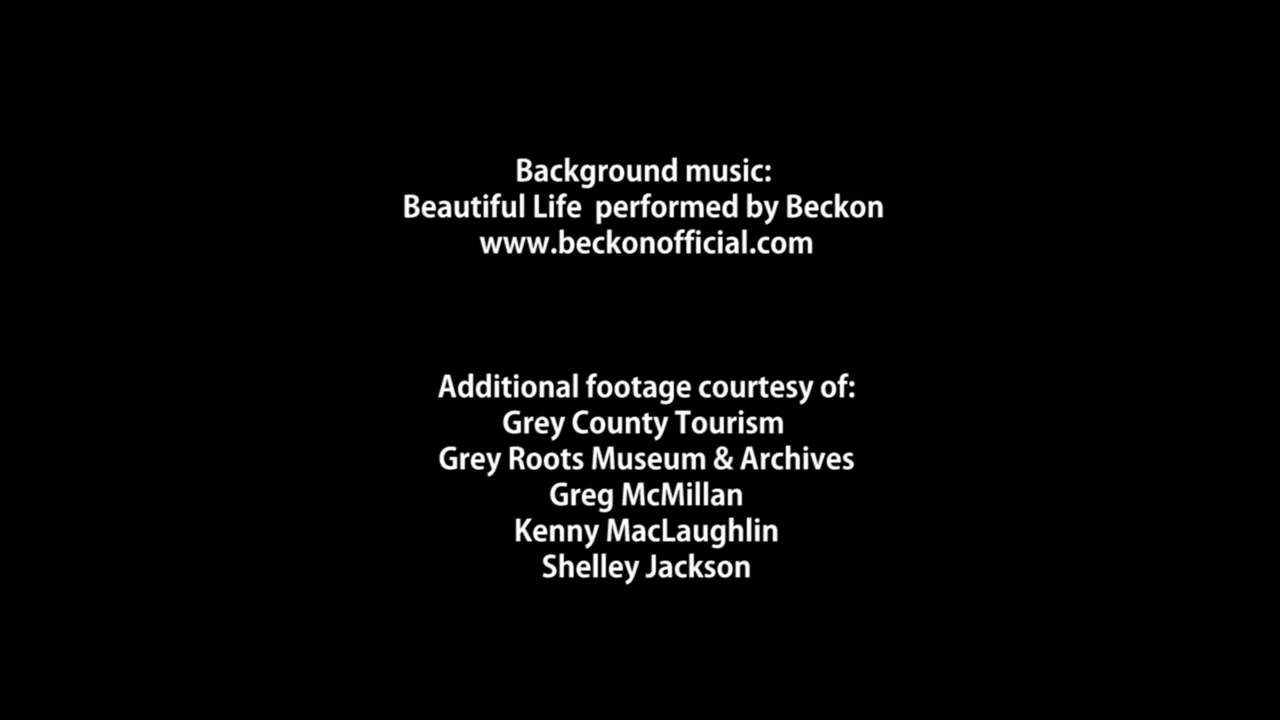 Background music:
Beautiful Life  performed by Beckon
www.beckonofficial.com
Additional footage courtesy of:
Grey County Tourism
Grey Roots Museum & Archives
Greg McMillan
Kenny MacLaughlin
Shelley Jackson